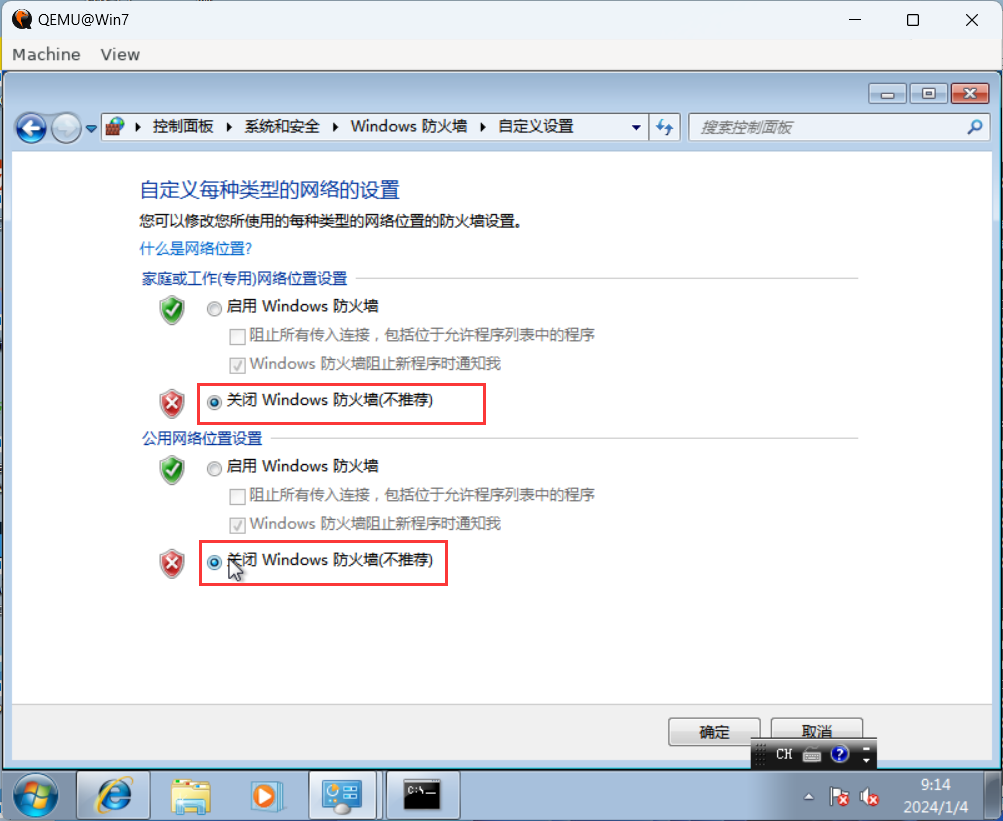 QEMU@Win7
Machine View
控制面板 系统和安全 Windows 防火墙 自定义设置 搜索控制面板
自定义每种类型的网络的设置
您可以修改您所使用的每种类型的网络位置的防火墙设置。
什么是网络位置?
家庭或工作(专用)网络位置设置
启用 Windows 防火墙
阻止所有传入连接，包括位于允许程序列表中的程序
Windows 防火墙阻止新程序时通知我
关闭 Windows 防火墙(不推荐)
公用网络位置设置
启用 Windows 防火墙
阻止所有传入连接，包括位于允许程序列表中的程序
Windows 防火墙阻止新程序时通知我
关闭 Windows 防火墙(不推荐)
确定 取消
CH
C:\_
9:14
2024/1/4